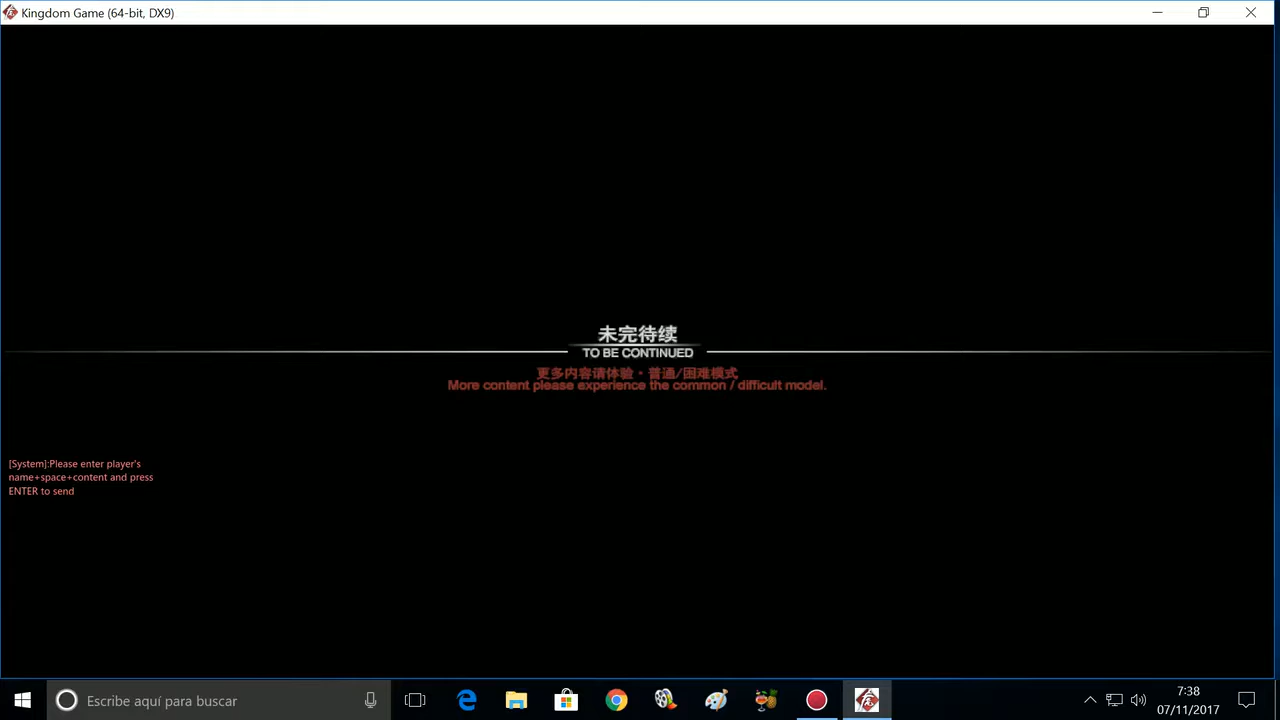 Kingdom Game (64-bit, DX9)
未完待续
TO BE CONTINUED
更多内容请体验·普通/困难模式
More content please experience the common / difficult model.
[System]:Please enter player's
name+space+content and press
ENTER to send
Escribe aquí para buscar
7:38
07/11/2017